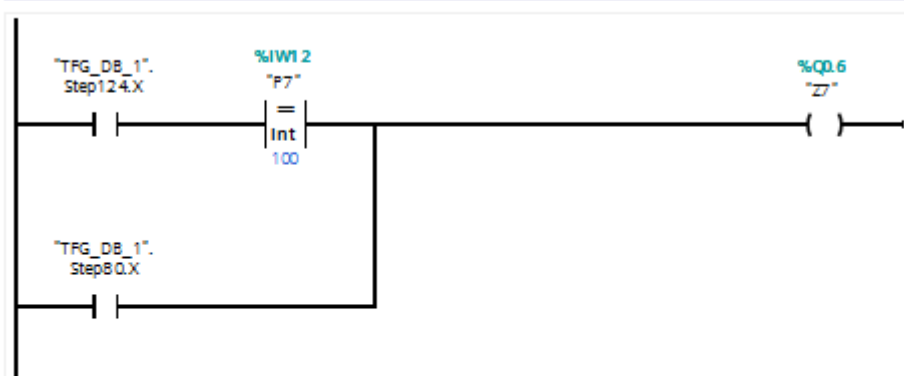 "TFG_DB_1".
Step124.X
%IW12
"P7"
=
Int
100
%Q0.6
"Z7"
"TFG_DB_1".
Step80.X